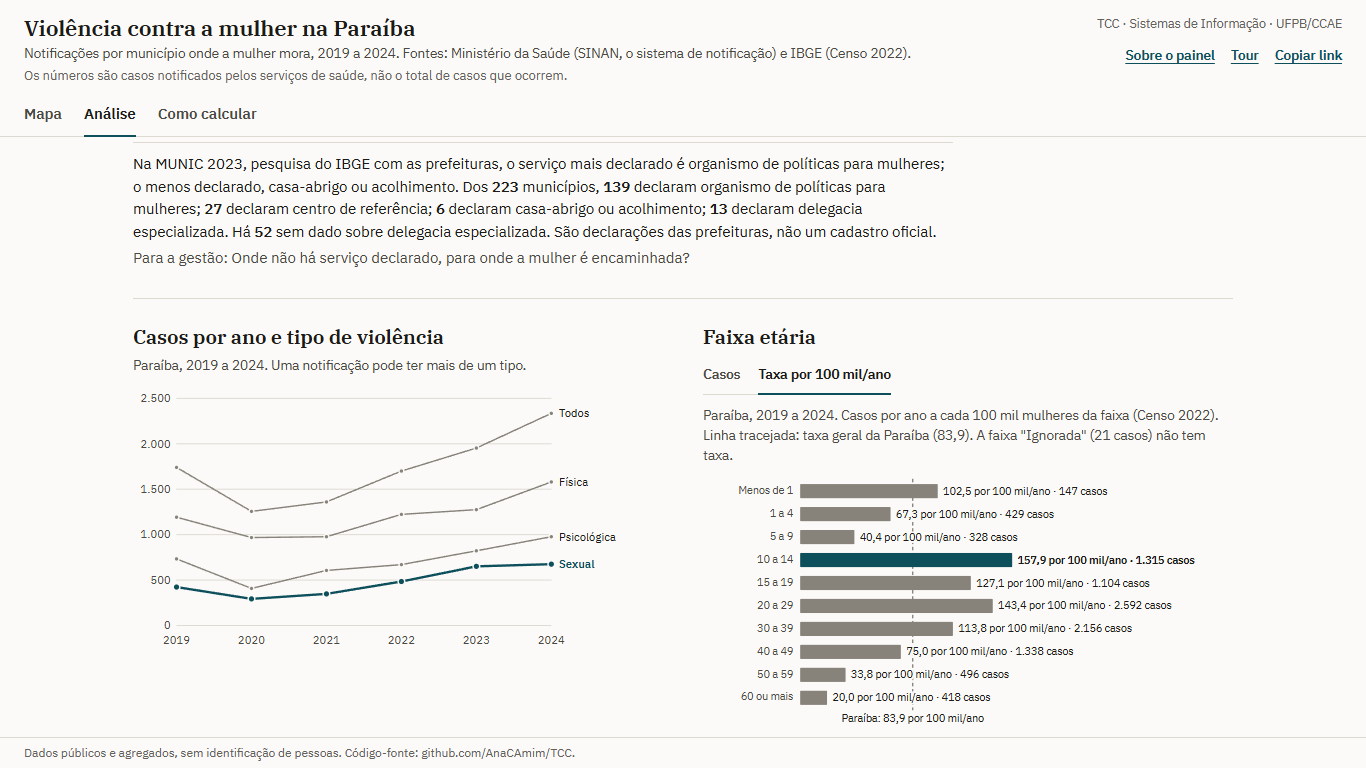 Violência contra a mulher na Paraíba
Notificações por município onde a mulher mora, 2019 a 2024. Fontes: Ministério da Saúde (SINAN, o sistema de notificação) e IBGE (Censo 2022).
Os números são casos notificados pelos serviços de saúde, não o total de casos que ocorrem.
TCC · Sistemas de Informação · UFPB/CCAE
Sobre o painel Tour Copiar link
Mapa Análise Como calcular
Na MUNIC 2023, pesquisa do IBGE com as prefeituras, o serviço mais declarado é organismo de políticas para mulheres;
o menos declarado, casa-abrigo ou acolhimento. Dos 223 municípios, 139 declaram organismo de políticas para
mulheres; 27 declaram centro de referência; 6 declaram casa-abrigo ou acolhimento; 13 declaram delegacia
especializada. Há 52 sem dado sobre delegacia especializada. São declarações das prefeituras, não um cadastro oficial.
Para a gestão: Onde não há serviço declarado, para onde a mulher é encaminhada?
Casos por ano e tipo de violência
Paraíba, 2019 a 2024. Uma notificação pode ter mais de um tipo.
2.500
2.000
1.500
1.000
500
0
2019 2020 2021 2022 2023 2024
Todos
Física
Psicológica
Sexual
Faixa etária
Casos Taxa por 100 mil/ano
Paraíba, 2019 a 2024. Casos por ano a cada 100 mil mulheres da faixa (Censo 2022).
Linha tracejada: taxa geral da Paraíba (83,9). A faixa "Ignorada" (21 casos) não tem
taxa.
Menos de 1 102,5 por 100 mil/ano · 147 casos
1 a 4 67,3 por 100 mil/ano · 429 casos
5 a 9 40,4 por 100 mil/ano · 328 casos
10 a 14 157,9 por 100 mil/ano · 1.315 casos
15 a 19 127,1 por 100 mil/ano · 1.104 casos
20 a 29 143,4 por 100 mil/ano · 2.592 casos
30 a 39 113,8 por 100 mil/ano · 2.156 casos
40 a 49 75,0 por 100 mil/ano · 1.338 casos
50 a 59 33,8 por 100 mil/ano · 496 casos
60 ou mais 20,0 por 100 mil/ano · 418 casos
Paraíba: 83,9 por 100 mil/ano
Dados públicos e agregados, sem identificação de pessoas. Código-fonte: github.com/AnaCAmim/TCC.